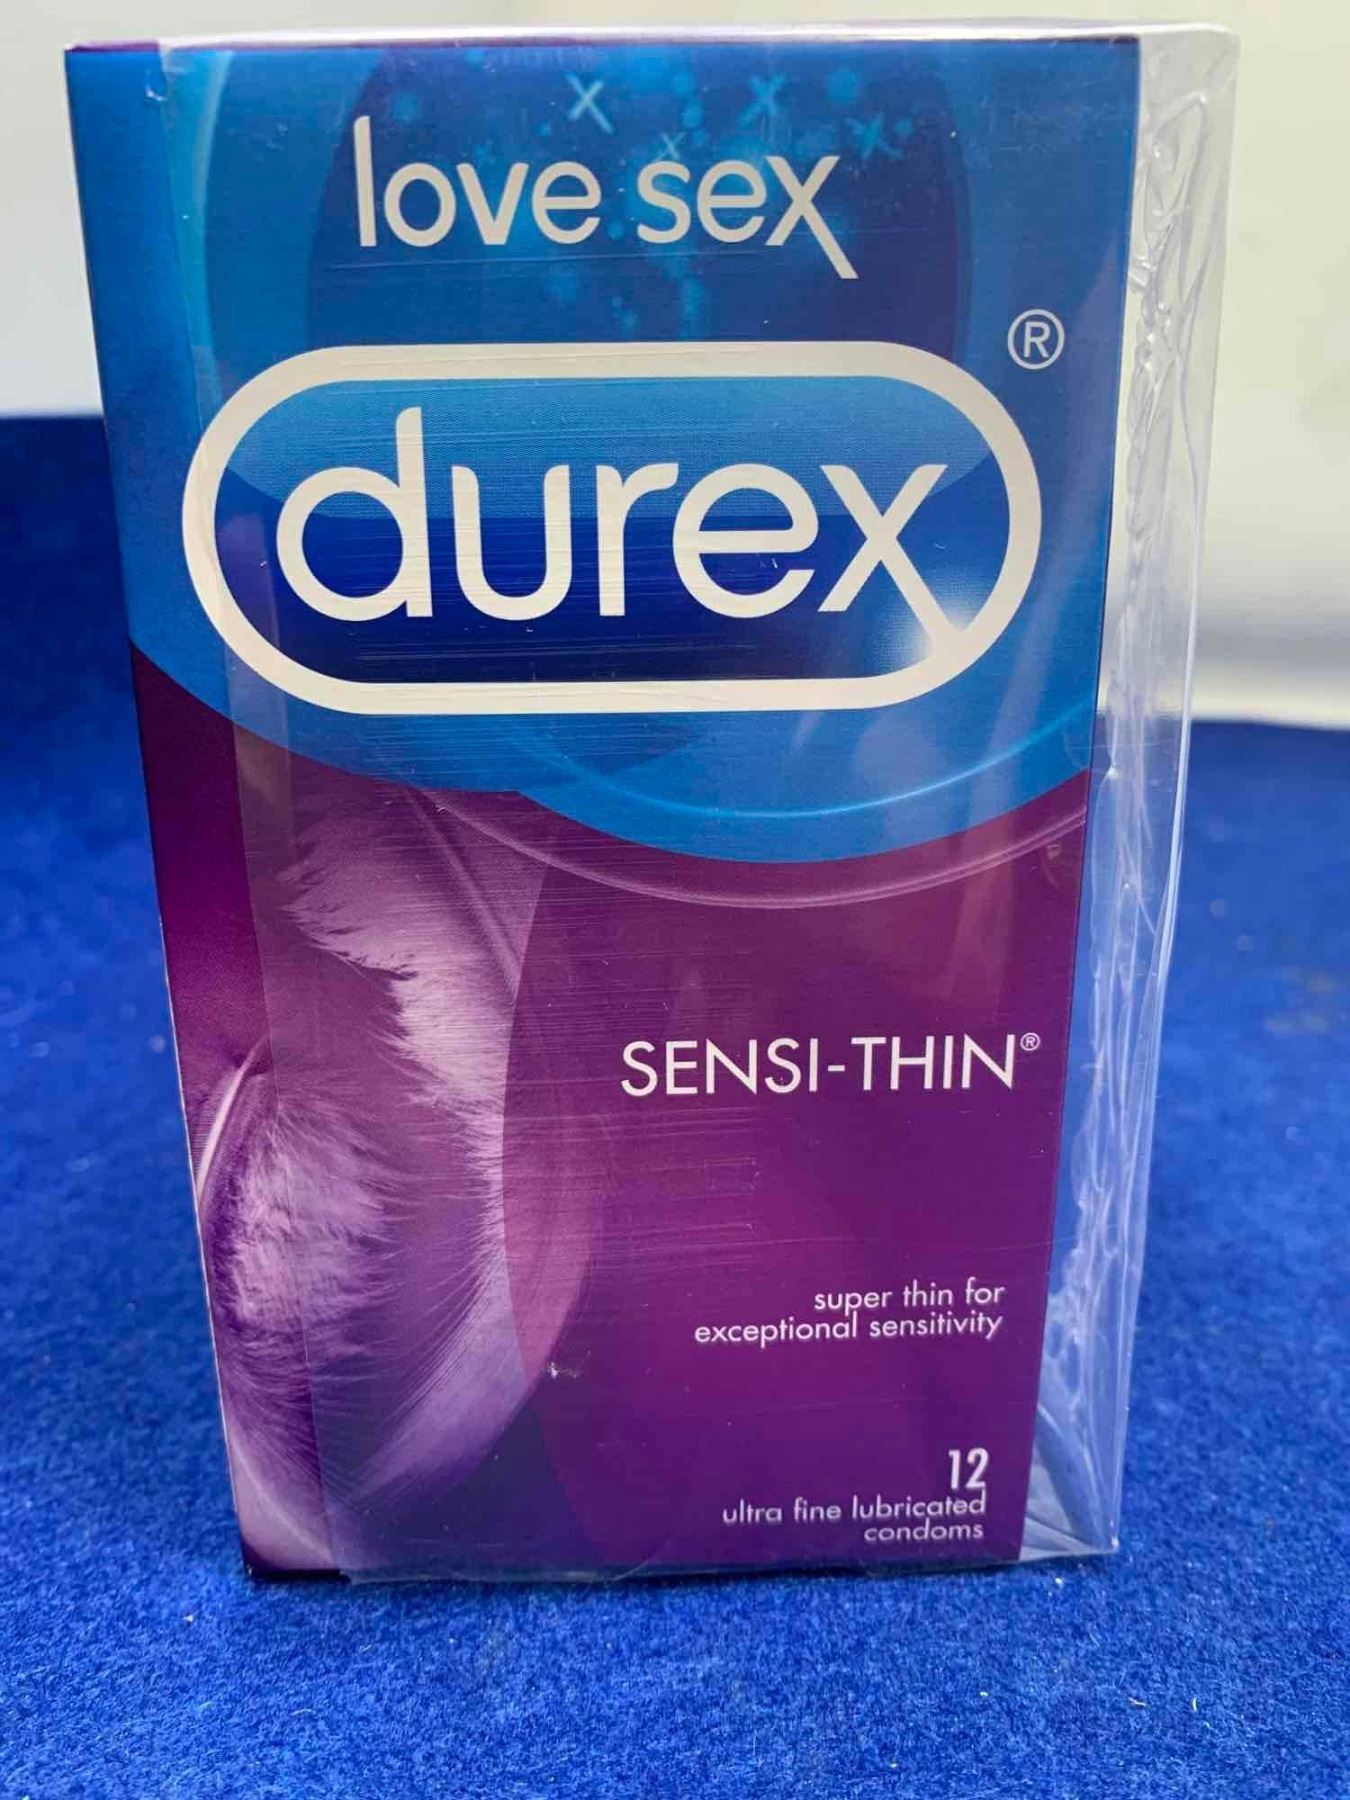 love sex
durex®
SENSI-THIN®
super thin for
exceptional sensitivity
12
ultra fine lubricated
condoms